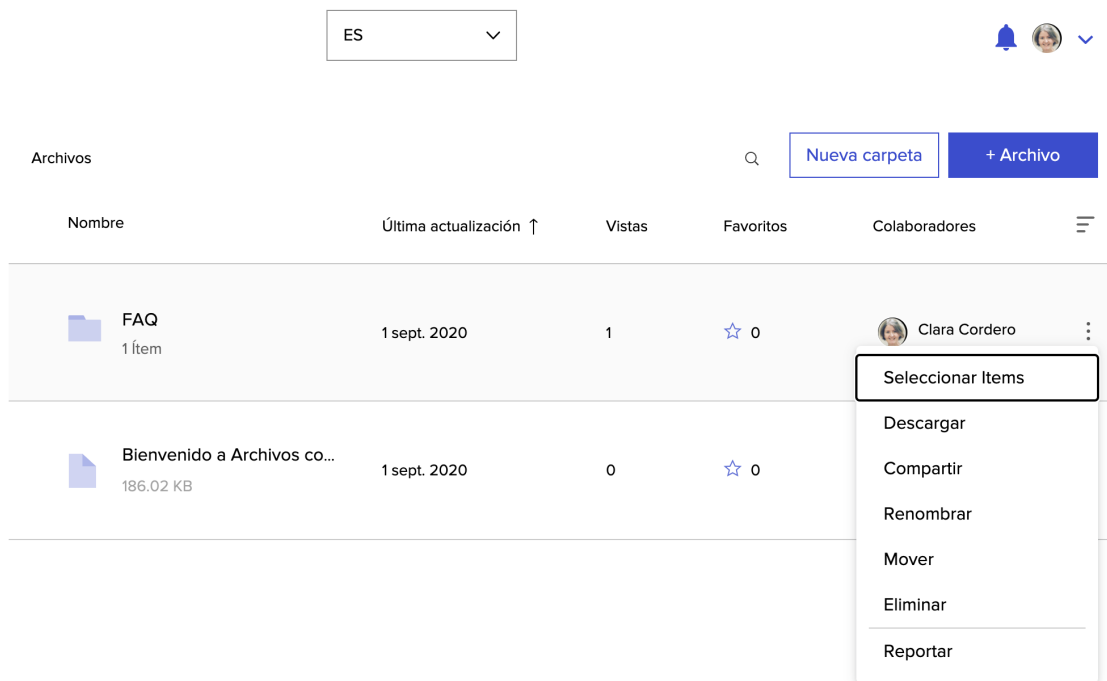 ES
Archivos
Nueva carpeta
+ Archivo
Nombre
Última actualización ↑
Vistas
Favoritos
Colaboradores
FAQ
1 Ítem
1 sept. 2020
1
0
Clara Cordero
Bienvenido a Archivos co...
186.02 KB
1 sept. 2020
0
0
Seleccionar Items
Descargar
Compartir
Renombrar
Mover
Eliminar
Reportar